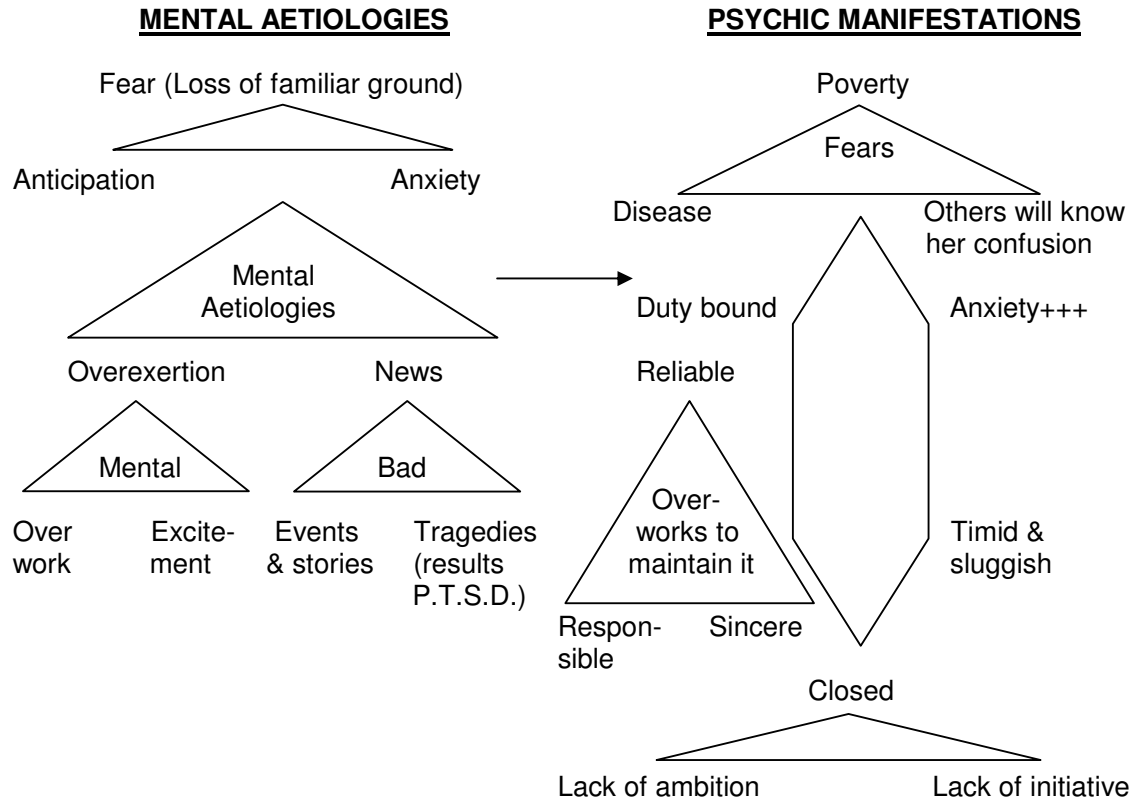 MENTAL AETIOLOGIES
PSYCHIC MANIFESTATIONS
Fear (Loss of familiar ground)
Anticipation
Anxiety
Mental
Aetiologies
Overexertion
News
Mental
Bad
Over
work
Excite-
ment
Events
& stories
Tragedies
(results
P.T.S.D.)
Poverty
Fears
Disease
Others will know
her confusion
Duty bound
Anxiety+++
Reliable
Over-
works to
maintain it
Respon-
sible
Sincere
Timid &
sluggish
Closed
Lack of ambition
Lack of initiative